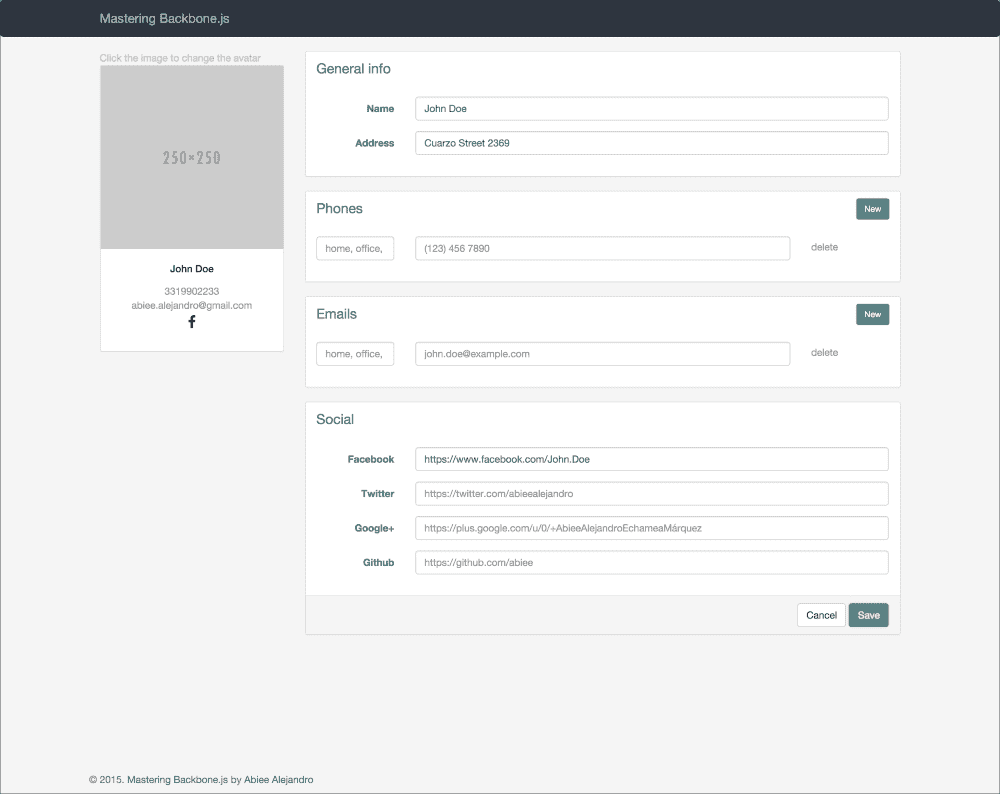 Mastering Backbone.js
Click the image to change the avatar
250×250
John Doe
3319902233
abiee.alejandro@gmail.com
General info
Name John Doe
Address Cuarzo Street 2369
Phones New
home, office, (123) 456 7890 delete
Emails New
home, office, john.doe@example.com delete
Social
Facebook https://www.facebook.com/John.Doe
Twitter https://twitter.com/abieealejandro
Google+ https://plus.google.com/u/0/+AbieeAlejandroEchameaMárquez
Github https://github.com/abiee
Cancel Save
© 2015. Mastering Backbone.js by Abiee Alejandro